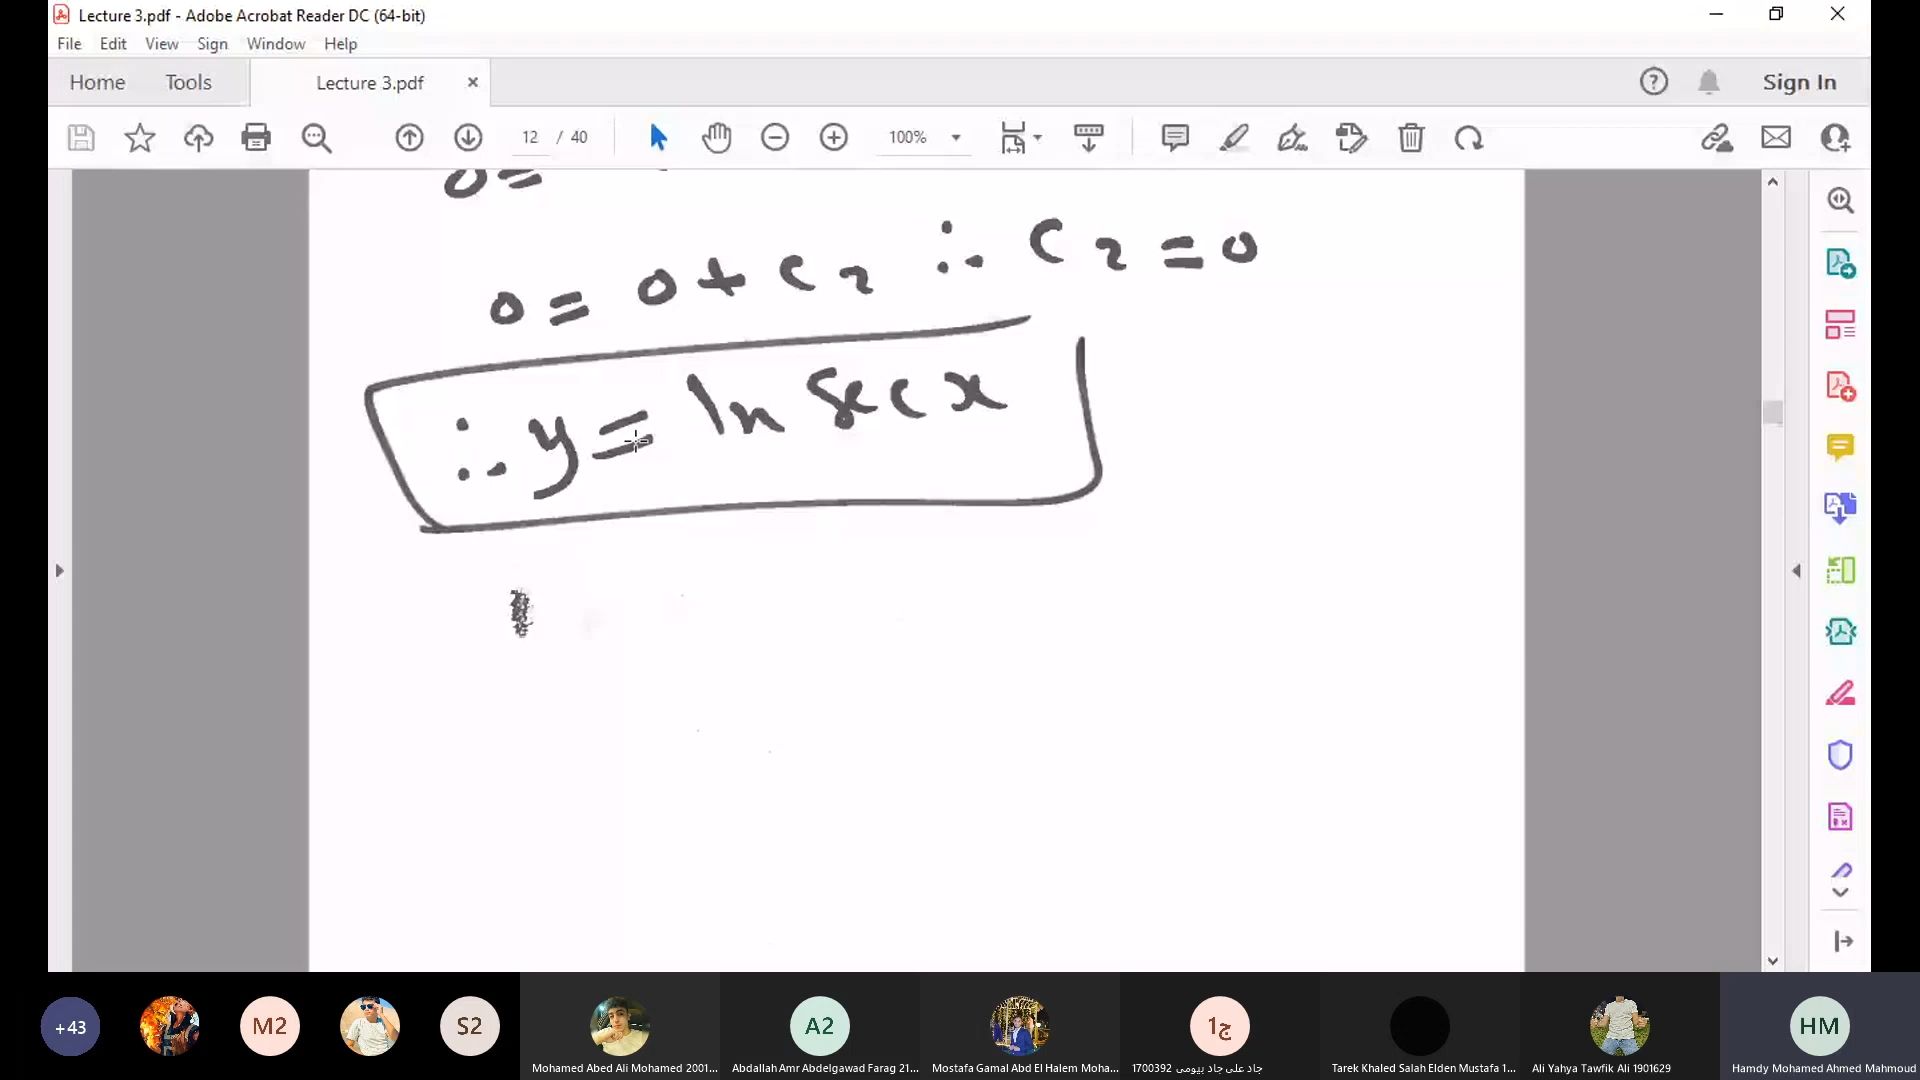 Lecture 3.pdf - Adobe Acrobat Reader DC (64-bit)
File Edit View Sign Window Help
Home Tools Lecture 3.pdf × ? Sign In
12 / 40 100%
0 =
0 = 0 + C2 ∴ C2 = 0
∴ y = ln sec x
+43 M2 S2 A2 ج1 HM
Mohamed Abed Ali Mohamed 2001... Abdallah Amr Abdelgawad Farag 21... Mostafa Gamal Abd El Halem Moha... جاد على جاد بيومى 1700392 Tarek Khaled Salah Elden Mustafa 1... Ali Yahya Tawfik Ali 1901629 Hamdy Mohamed Ahmed Mahmoud